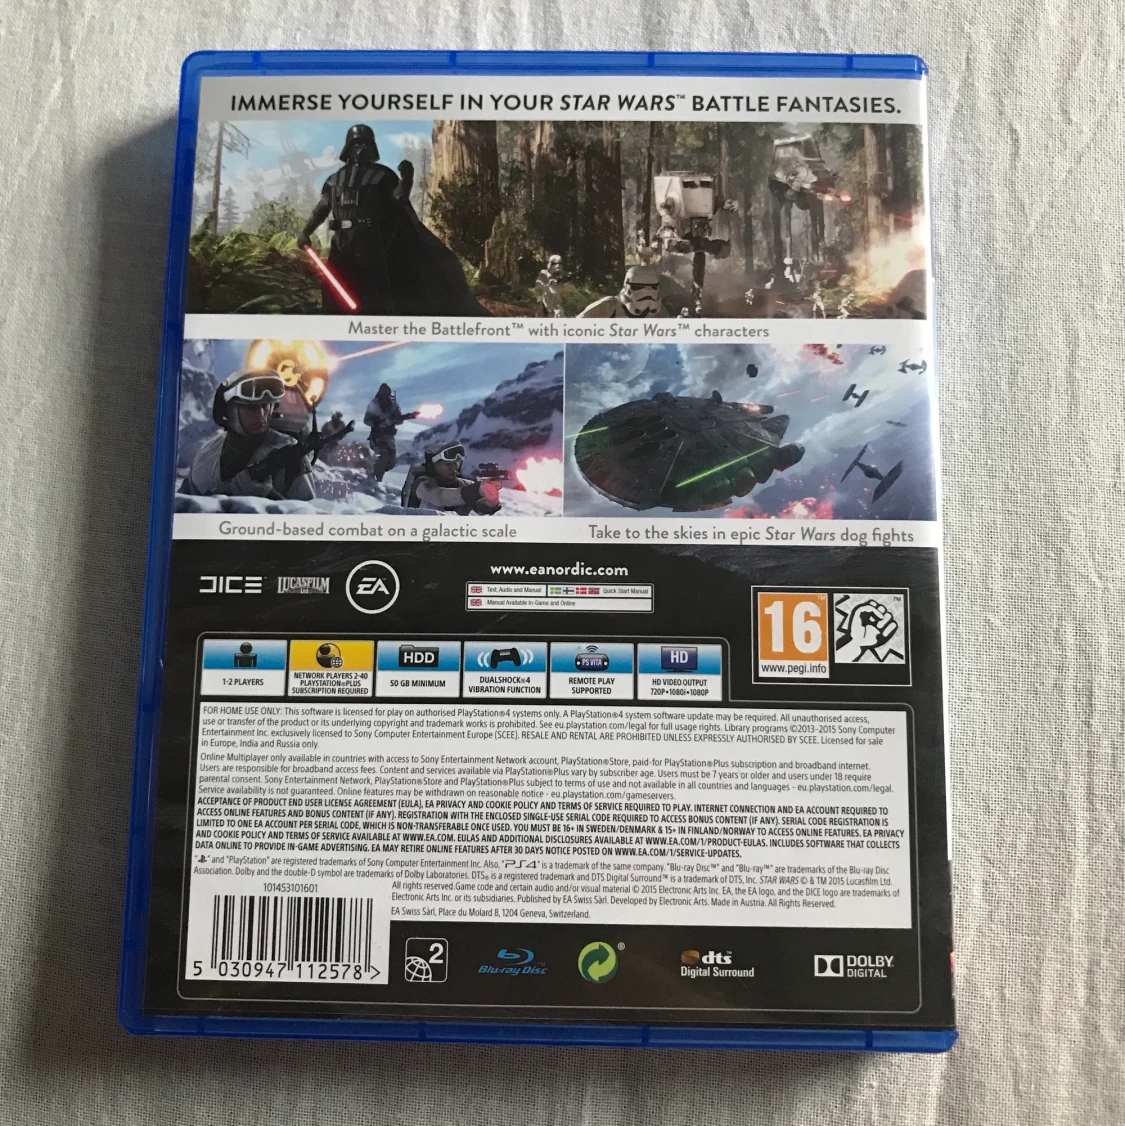 IMMERSE YOURSELF IN YOUR STAR WARS™ BATTLE FANTASIES.
Master the Battlefront™ with iconic Star Wars™ characters
Ground-based combat on a galactic scale
Take to the skies in epic Star Wars dog fights
DICE
LUCASFILM Ltd
EA
www.eanordic.com
Text, Audio and Manual
Quick Start Manual
Manual Available In-Game and Online
16
www.pegi.info
1-2 PLAYERS
NETWORK PLAYERS 2-40
PLAYSTATION®PLUS
SUBSCRIPTION REQUIRED
HDD
50 GB MINIMUM
DUALSHOCK®4
VIBRATION FUNCTION
PS VITA
REMOTE PLAY
SUPPORTED
HD
HD VIDEO OUTPUT
720P•1080i•1080P
FOR HOME USE ONLY: This software is licensed for play on authorised PlayStation®4 systems only. A PlayStation®4 system software update may be required. All unauthorised access,
use or transfer of the product or its underlying copyright and trademark works is prohibited. See eu.playstation.com/legal for full usage rights. Library programs ©2013-2015 Sony Computer
Entertainment Inc. exclusively licensed to Sony Computer Entertainment Europe (SCEE). RESALE AND RENTAL ARE PROHIBITED UNLESS EXPRESSLY AUTHORISED BY SCEE. Licensed for sale
in Europe, India and Russia only.
Online Multiplayer only available in countries with access to Sony Entertainment Network account, PlayStation®Store, paid-for PlayStation®Plus subscription and broadband internet.
Users are responsible for broadband access fees. Content and services available via PlayStation®Plus vary by subscriber age. Users must be 7 years or older and users under 18 require
parental consent. Sony Entertainment Network, PlayStation®Store and PlayStation®Plus subject to terms of use and not available in all countries and languages - eu.playstation.com/legal.
Service availability is not guaranteed. Online features may be withdrawn on reasonable notice - eu.playstation.com/gameservers.
ACCEPTANCE OF PRODUCT END USER LICENSE AGREEMENT (EULA), EA PRIVACY AND COOKIE POLICY AND TERMS OF SERVICE REQUIRED TO PLAY. INTERNET CONNECTION AND EA ACCOUNT REQUIRED TO
ACCESS ONLINE FEATURES AND BONUS CONTENT (IF ANY). REGISTRATION WITH THE ENCLOSED SINGLE-USE SERIAL CODE REQUIRED TO ACCESS BONUS CONTENT (IF ANY). SERIAL CODE REGISTRATION IS
LIMITED TO ONE EA ACCOUNT PER SERIAL CODE, WHICH IS NON-TRANSFERABLE ONCE USED. YOU MUST BE 16+ IN SWEDEN/DENMARK & 15+ IN FINLAND/NORWAY TO ACCESS ONLINE FEATURES. EA PRIVACY
AND COOKIE POLICY AND TERMS OF SERVICE AVAILABLE AT WWW.EA.COM. EULAS AND ADDITIONAL DISCLOSURES AVAILABLE AT WWW.EA.COM/1/PRODUCT-EULAS. INCLUDES SOFTWARE THAT COLLECTS
DATA ONLINE TO PROVIDE IN-GAME ADVERTISING. EA MAY RETIRE ONLINE FEATURES AFTER 30 DAYS NOTICE POSTED ON WWW.EA.COM/1/SERVICE-UPDATES.
" " and "PlayStation" are registered trademarks of Sony Computer Entertainment Inc. Also, "PS4" is a trademark of the same company. "Blu-ray Disc™" and "Blu-ray™" are trademarks of the Blu-ray Disc
Association. Dolby and the double-D symbol are trademarks of Dolby Laboratories. DTS® is a registered trademark and DTS Digital Surround™ is a trademark of DTS, Inc. STAR WARS © & TM 2015 Lucasfilm Ltd.
All rights reserved. Game code and certain audio and/or visual material © 2015 Electronic Arts Inc. EA, the EA logo, and the DICE logo are trademarks of
Electronic Arts Inc. or its subsidiaries. Published by EA Swiss Sàrl. Developed by Electronic Arts. Made in Austria. All Rights Reserved.
EA Swiss Sàrl, Place du Molard 8, 1204 Geneva, Switzerland.
101453101601
5 030947 112578 >
2
Blu-ray Disc™
®
dts™
Digital Surround
DOLBY
DIGITAL